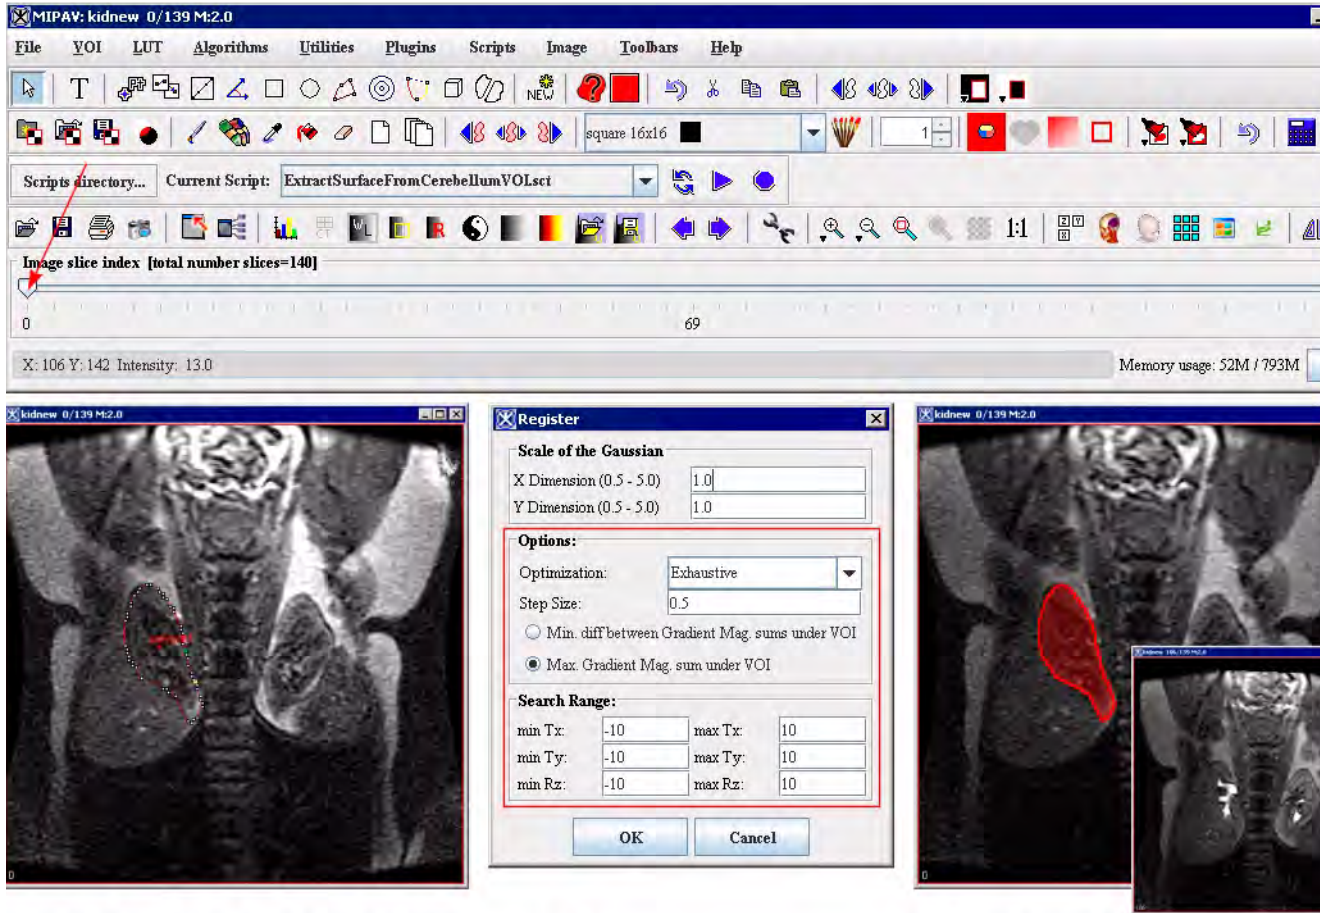 MIPAV: kidnew 0/139 M:2.0
File VOI LUT Algorithms Utilities Plugins Scripts Image Toolbars Help
T NEW
square 16x16 1
Scripts directory... Current Script: ExtractSurfaceFromCerebellumVOI.sct
WL R 1:1
Image slice index [total number slices=140]
0 69
X: 106 Y: 142 Intensity: 13.0 Memory usage: 52M / 793M
kidnew 0/139 M:2.0
0
Register
Scale of the Gaussian
X Dimension (0.5 - 5.0) 1.0
Y Dimension (0.5 - 5.0) 1.0
Options:
Optimization: Exhaustive
Step Size: 0.5
Min. diff between Gradient Mag. sums under VOI
Max. Gradient Mag. sum under VOI
Search Range:
min Tx: -10 max Tx: 10
min Ty: -10 max Ty: 10
min Rz: -10 max Rz: 10
OK Cancel
kidnew 0/139 M:2.0
0